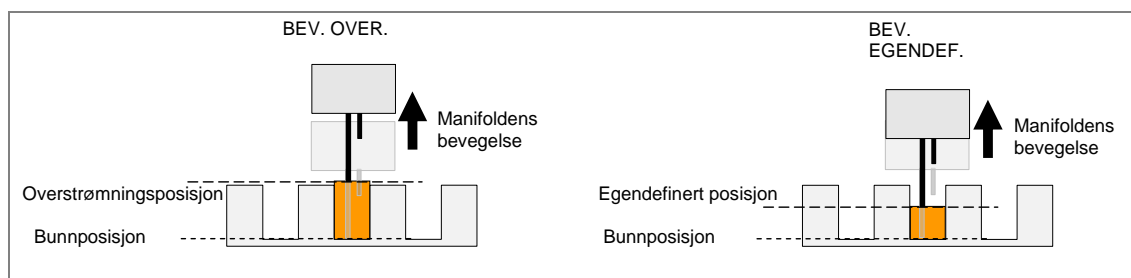 BEV. OVER.
Manifoldens
bevegelse
Overstrømningsposisjon
Bunnposisjon
BEV.
EGENDEF.
Manifoldens
bevegelse
Egendefinert posisjon
Bunnposisjon